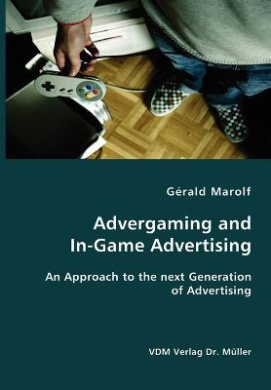 Gérald Marolf
Advergaming and
In-Game Advertising
An Approach to the next Generation
of Advertising
VDM Verlag Dr. Müller